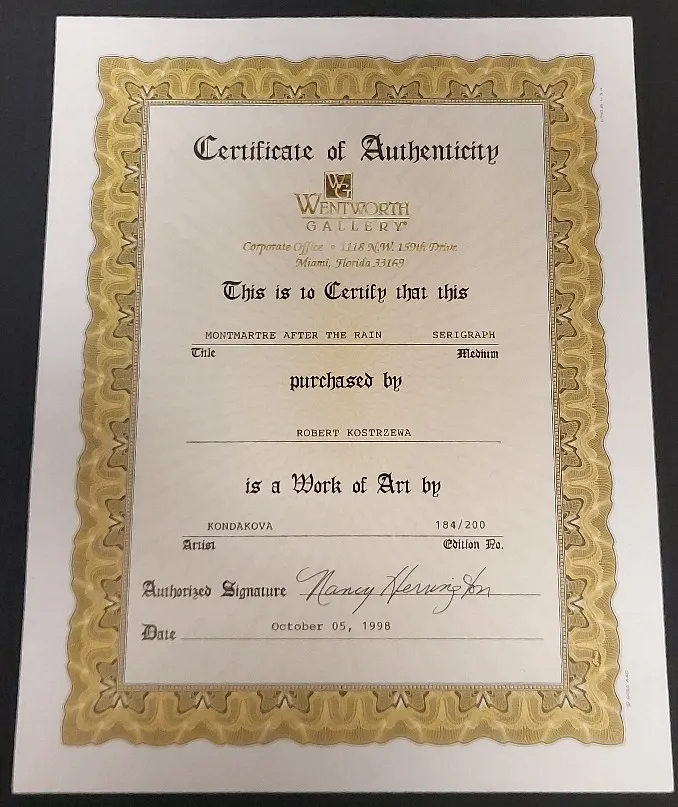 Certificate of Authenticity
WG
WENTWORTH
GALLERY®
Corporate Office • 1118 N.W. 159th Drive
Miami, Florida 33169
This is to Certify that this
MONTMARTRE AFTER THE RAIN SERIGRAPH
Title Medium
purchased by
ROBERT KOSTRZEWA
is a Work of Art by
KONDAKOVA 184/200
Artist Edition No.
Authorized Signature Nancy Herrington
Date October 05, 1998